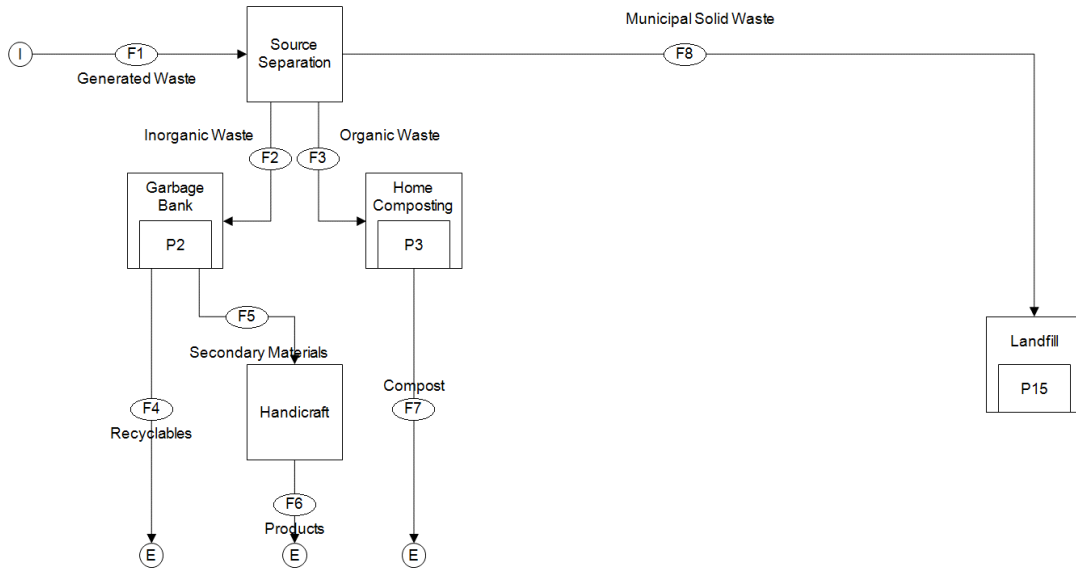 Municipal Solid Waste
I
F1
Source
Separation
F8
Generated Waste
Inorganic Waste
Organic Waste
F2
F3
Garbage
Bank
P2
Home
Composting
P3
F5
Secondary Materials
Landfill
P15
Compost
F4
Handicraft
F7
Recyclables
F6
Products
E
E
E